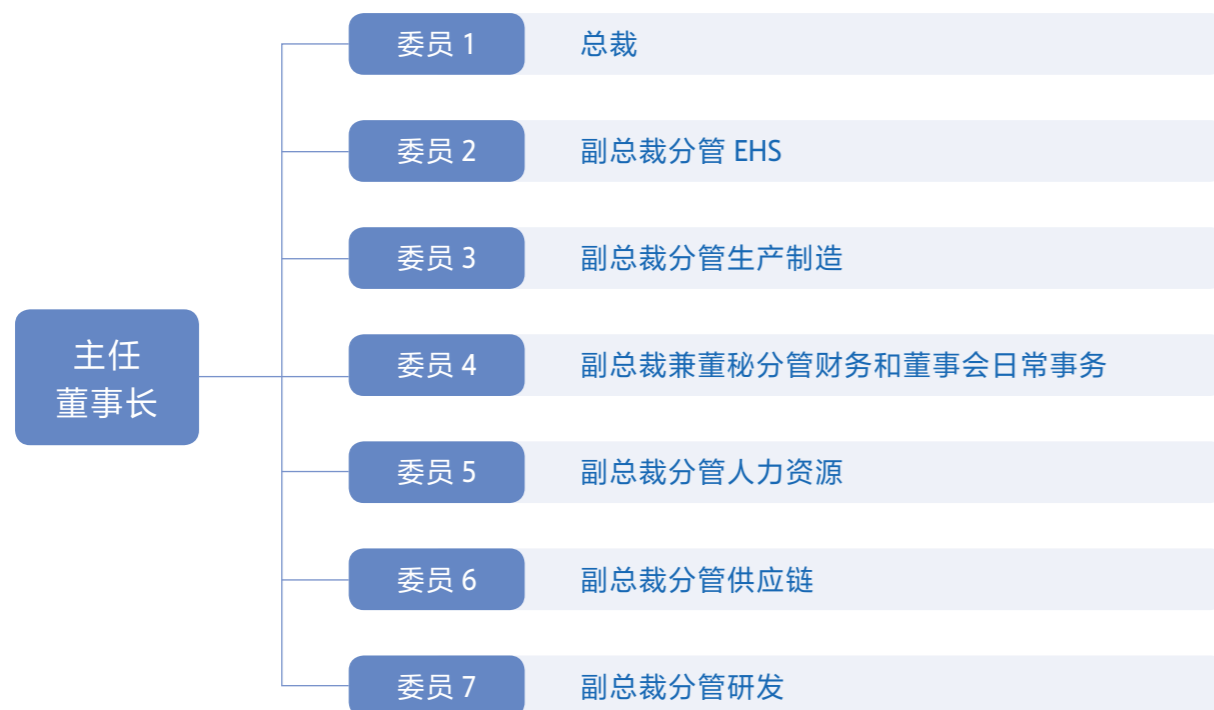 委员 1 总裁
委员 2 副总裁分管 EHS
委员 3 副总裁分管生产制造
主任
董事长
委员 4 副总裁兼董秘分管财务和董事会日常事务
委员 5 副总裁分管人力资源
委员 6 副总裁分管供应链
委员 7 副总裁分管研发